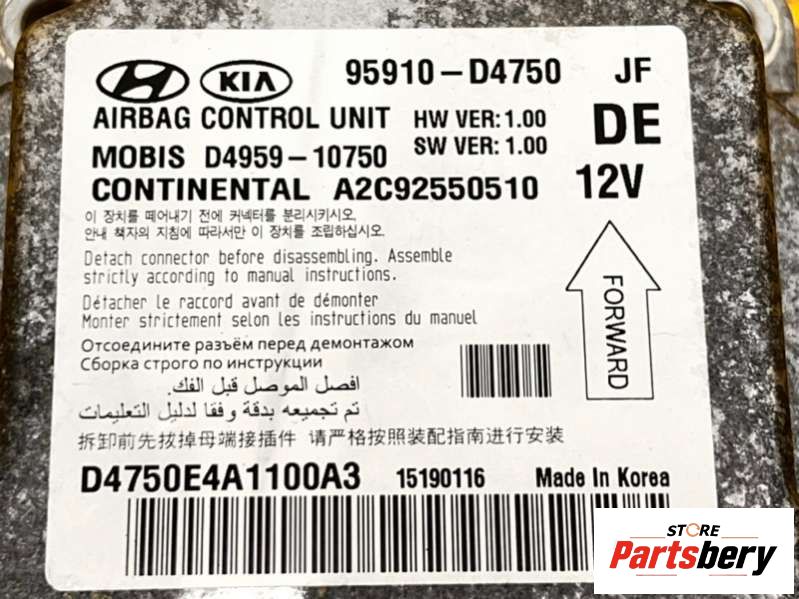 KIA 95910-D4750 JF
AIRBAG CONTROL UNIT HW VER:1.00 DE
MOBIS D4959-10750 SW VER:1.00
CONTINENTAL A2C92550510 12V
이 장치를 떼어내기 전에 커넥터를 분리시키시오.
안내 책자의 지침에 따라서만 이 장치를 조립하십시오.
Detach connector before disassembling. Assemble
strictly according to manual instructions.
Détacher le raccord avant de démonter
Monter strictement selon les instructions du manuel
FORWARD
Отсоедините разъём перед демонтажом
Сборка строго по инструкции
افصل الموصل قبل الفك.
تم تجميعه بدقة وفقا لدليل التعليمات
拆卸前先按掉母端接插件 请严格按照装配指南进行安装
D4750E4A1100A3 15190116 Made In Korea
STORE
Partsbery